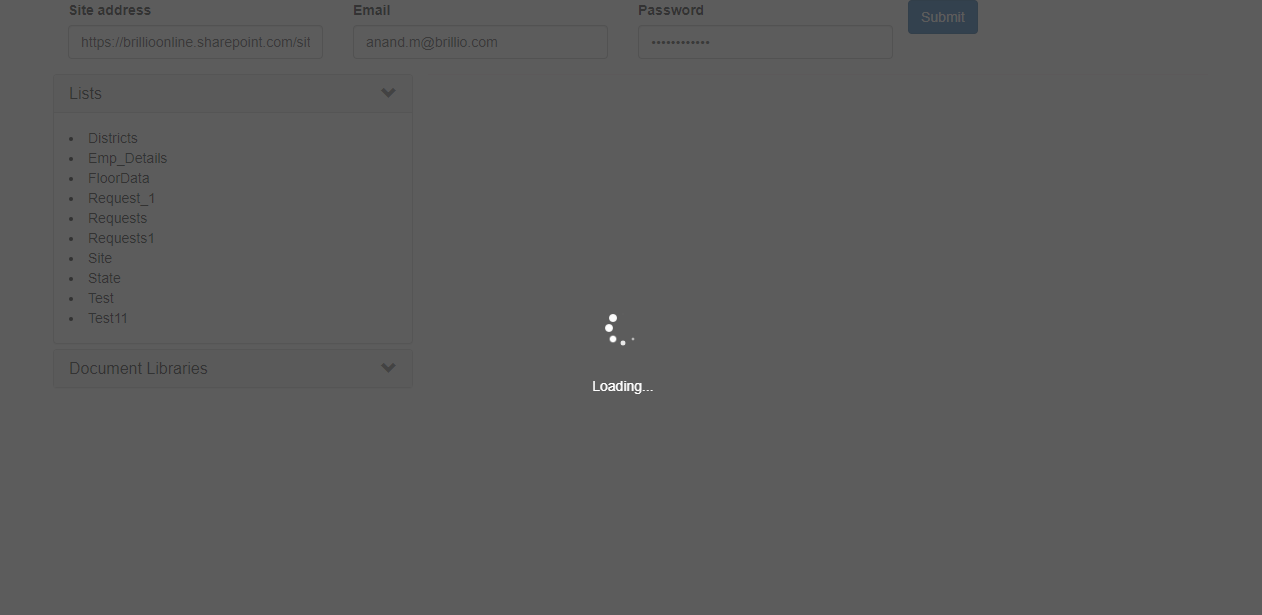 Site address Email Password Submit
https://brillioonline.sharepoint.com/sit anand.m@brillio.com ••••••••••••
Lists
• Districts
• Emp_Details
• FloorData
• Request_1
• Requests
• Requests1
• Site
• State
• Test
• Test11
Document Libraries
Loading...